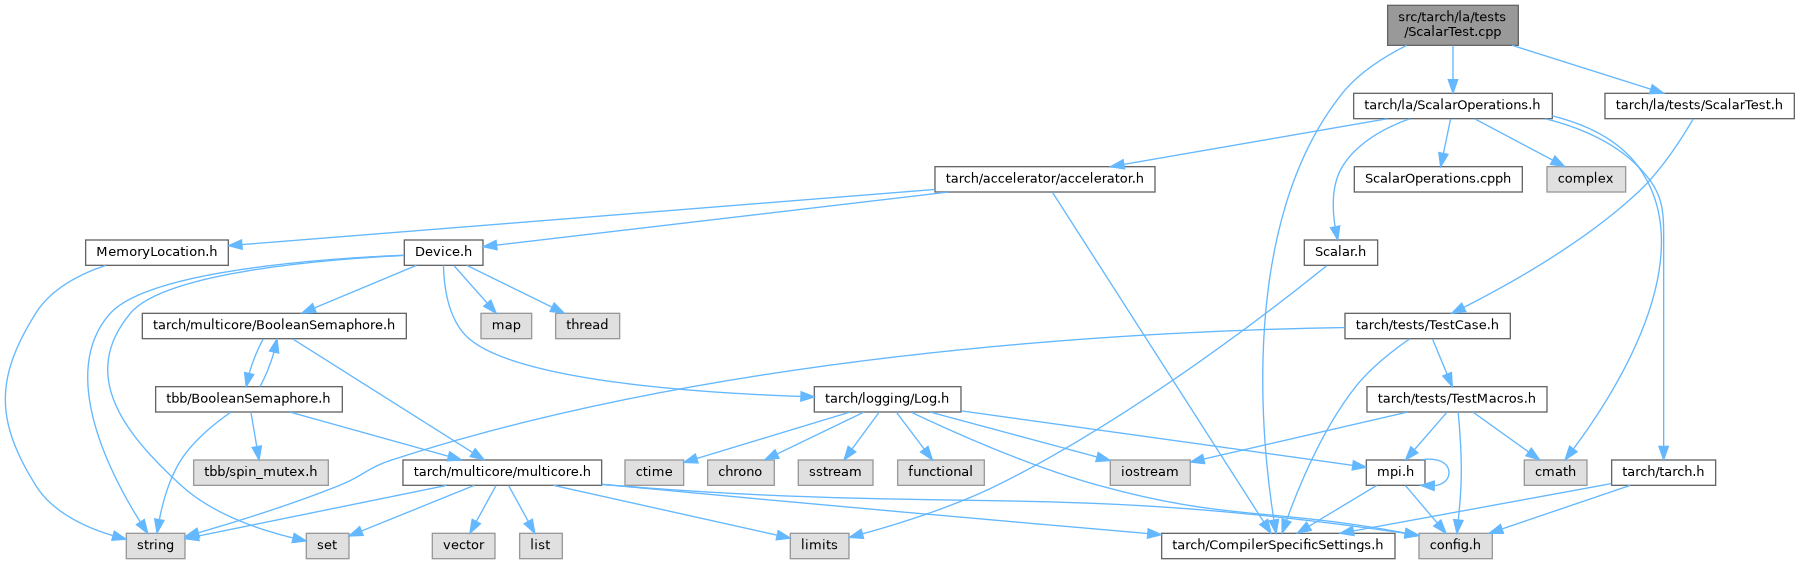 src/tarch/la/tests
/ScalarTest.cpp
tarch/la/ScalarOperations.h
tarch/la/tests/ScalarTest.h
tarch/accelerator/accelerator.h
ScalarOperations.cpph
complex
MemoryLocation.h
Device.h
Scalar.h
tarch/multicore/BooleanSemaphore.h
map
thread
tarch/tests/TestCase.h
tbb/BooleanSemaphore.h
tarch/logging/Log.h
tarch/tests/TestMacros.h
tbb/spin_mutex.h
tarch/multicore/multicore.h
ctime
chrono
sstream
functional
iostream
mpi.h
cmath
tarch/tarch.h
string
set
vector
list
limits
tarch/CompilerSpecificSettings.h
config.h